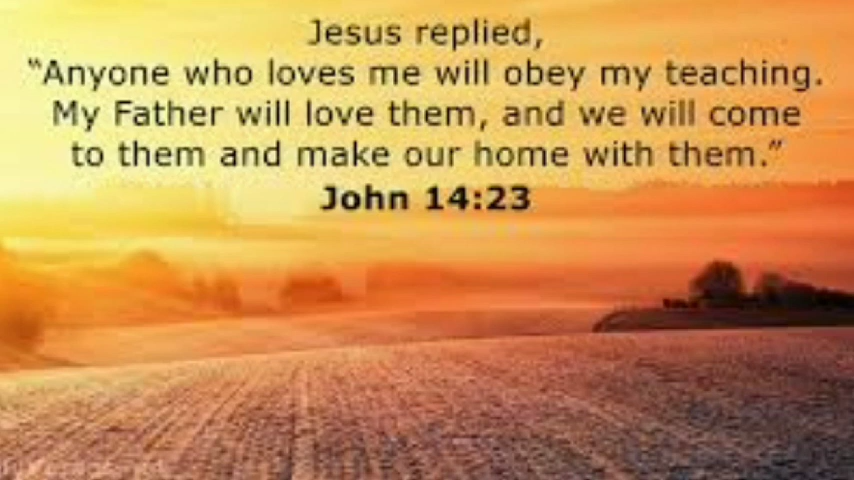 Jesus replied,
“Anyone who loves me will obey my teaching.
My Father will love them, and we will come
to them and make our home with them.”
John 14:23